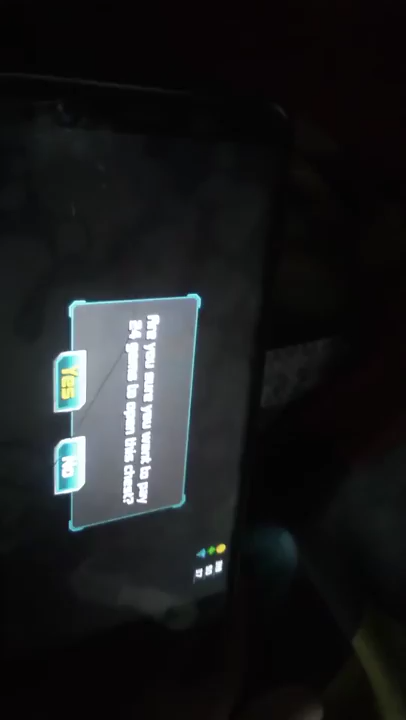 Are you sure you want to pay
24 gems to open this chest?
Yes
No